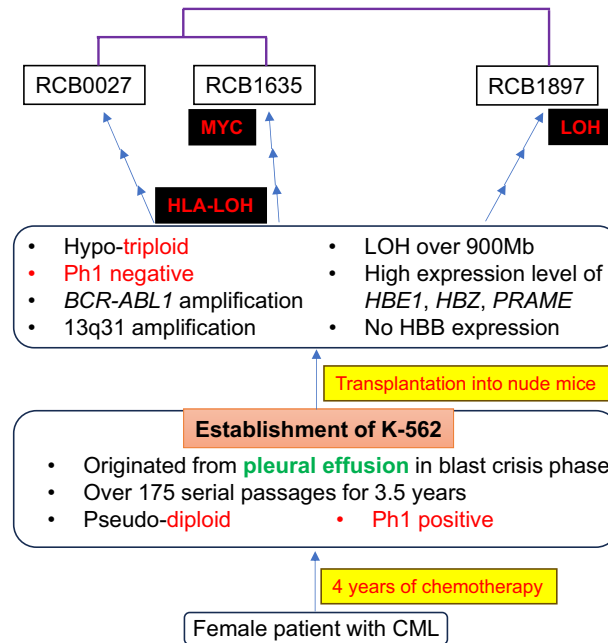 RCB0027
RCB1635
RCB1897
MYC
LOH
HLA-LOH
• Hypo-triploid
• Ph1 negative
• BCR-ABL1 amplification
• 13q31 amplification
• LOH over 900Mb
• High expression level of
HBE1, HBZ, PRAME
• No HBB expression
Transplantation into nude mice
Establishment of K-562
• Originated from pleural effusion in blast crisis phase
• Over 175 serial passages for 3.5 years
• Pseudo-diploid • Ph1 positive
4 years of chemotherapy
Female patient with CML